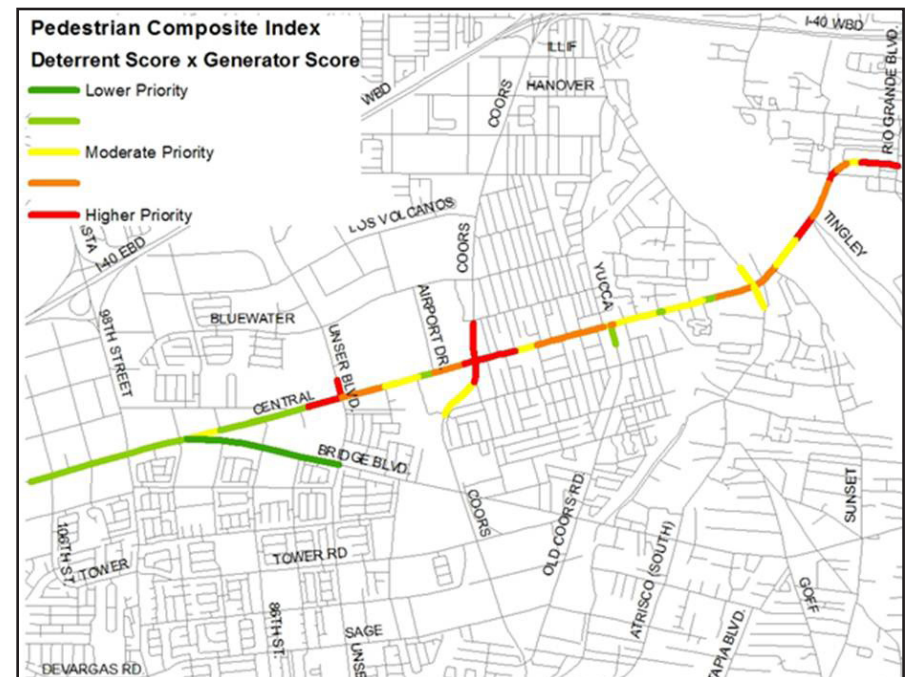 Pedestrian Composite Index
Deterrent Score x Generator Score
Lower Priority
Moderate Priority
Higher Priority
I-40 WBD
ILLIF
HANOVER
COORS
WBD
RIO GRANDE BLVD.
LOS VOLCANOS
STA
I-40 EBD
COORS
TINGLEY
YUCCA
AIRPORT DR.
98TH STREET
BLUEWATER
UNSER BLVD.
CENTRAL
BRIDGE BLVD.
COORS
OLD COORS RD.
SUNSET
106TH ST.
TOWER
TOWER RD
ATRISCO (SOUTH)
GOFF
86TH ST.
SAGE
UNSE
TAPIA BLVD.
DEVARGAS RD